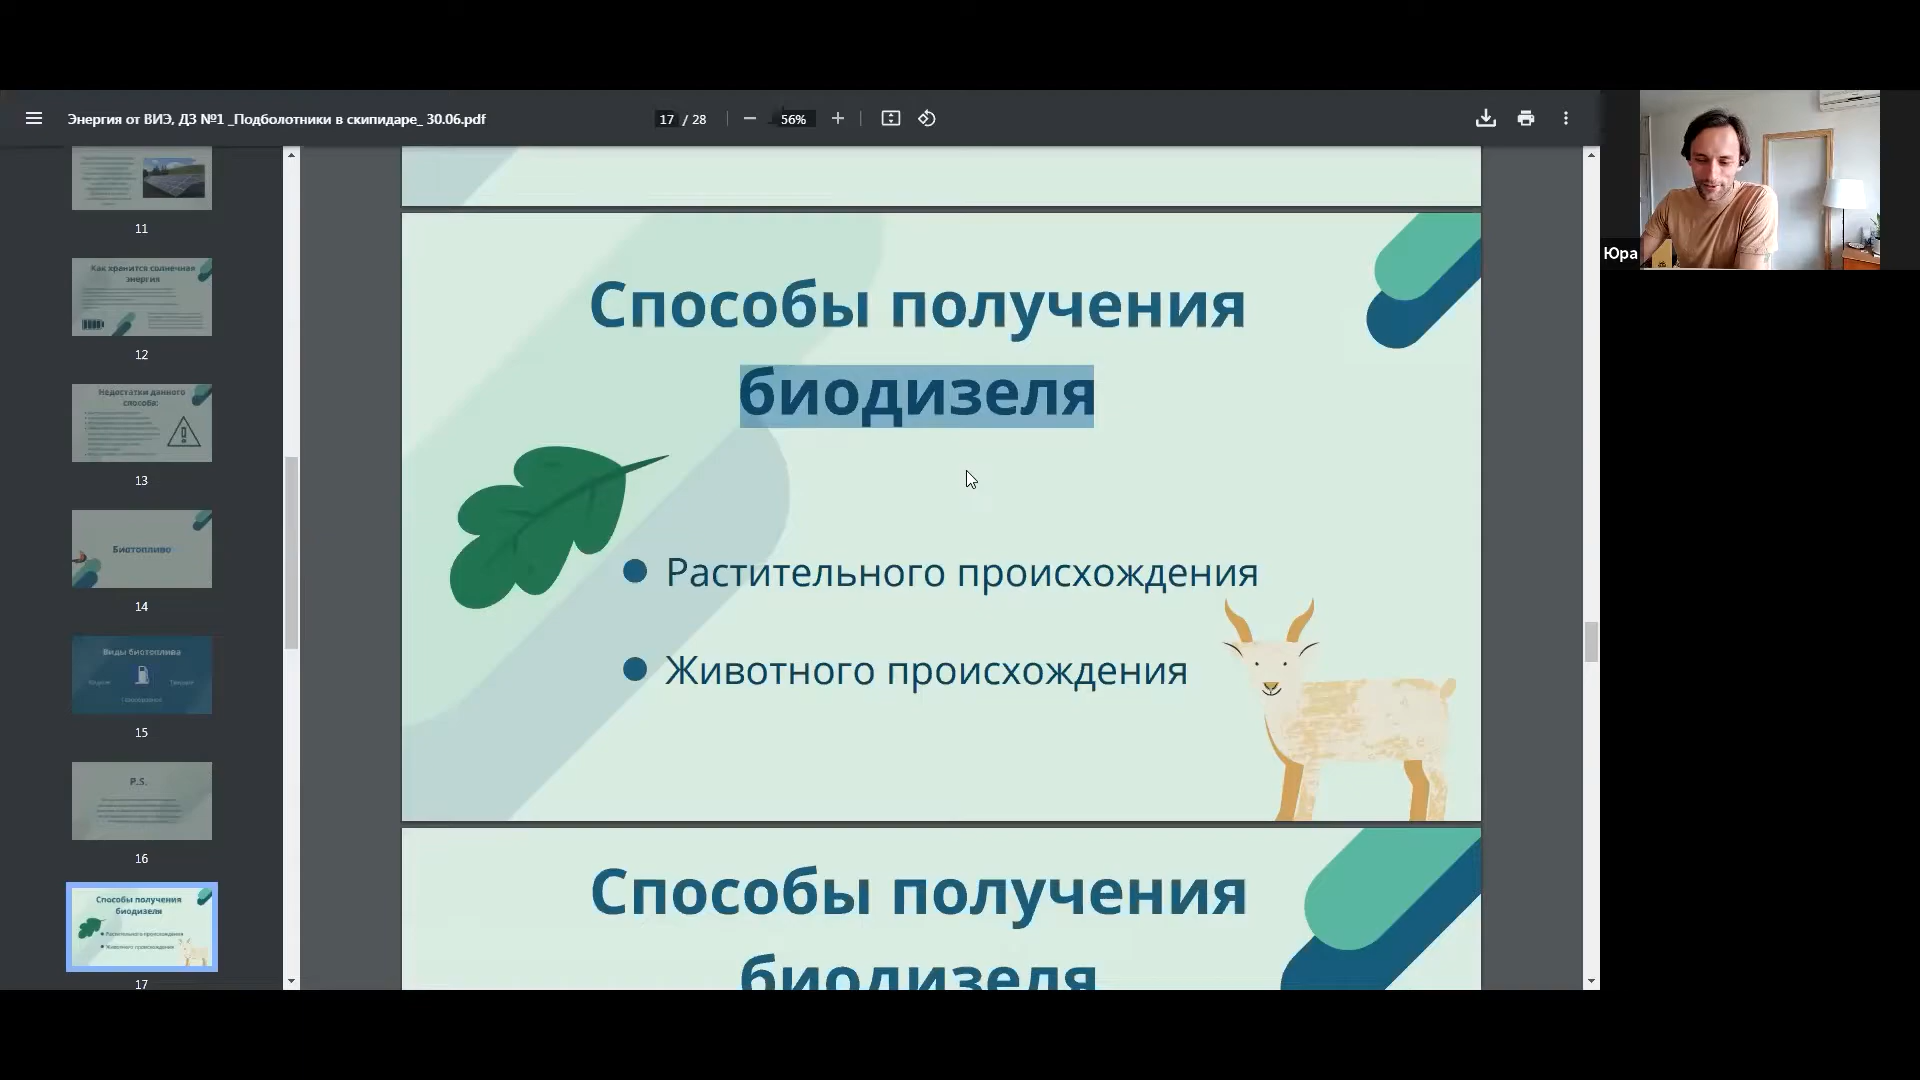 Энергия от ВИЭ, ДЗ №1 _Подболотники в скипидаре_ 30.06.pdf
17 / 28
56%
Юра
11
Как хранится солнечная
энергия
12
Недостатки данного
способа:
13
Биотопливо
14
Виды биотоплива
15
P.S.
16
Способы получения
биодизеля
Растительного происхождения
Животного происхождения
17
Способы получения
биодизеля
Растительного происхождения
Животного происхождения
Способы получения
биодизеля